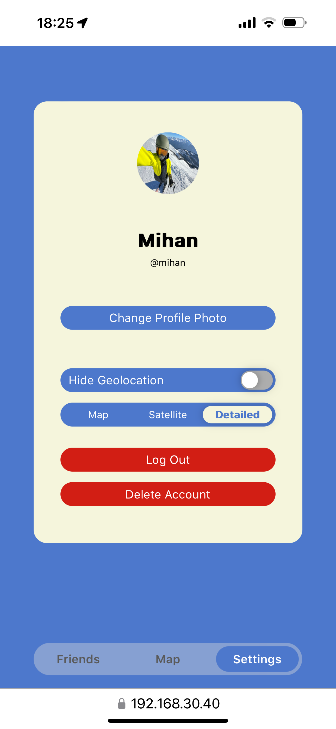 18:25
Mihan
@mihan
Change Profile Photo
Hide Geolocation
Map Satellite Detailed
Log Out
Delete Account
Friends Map Settings
192.168.30.40